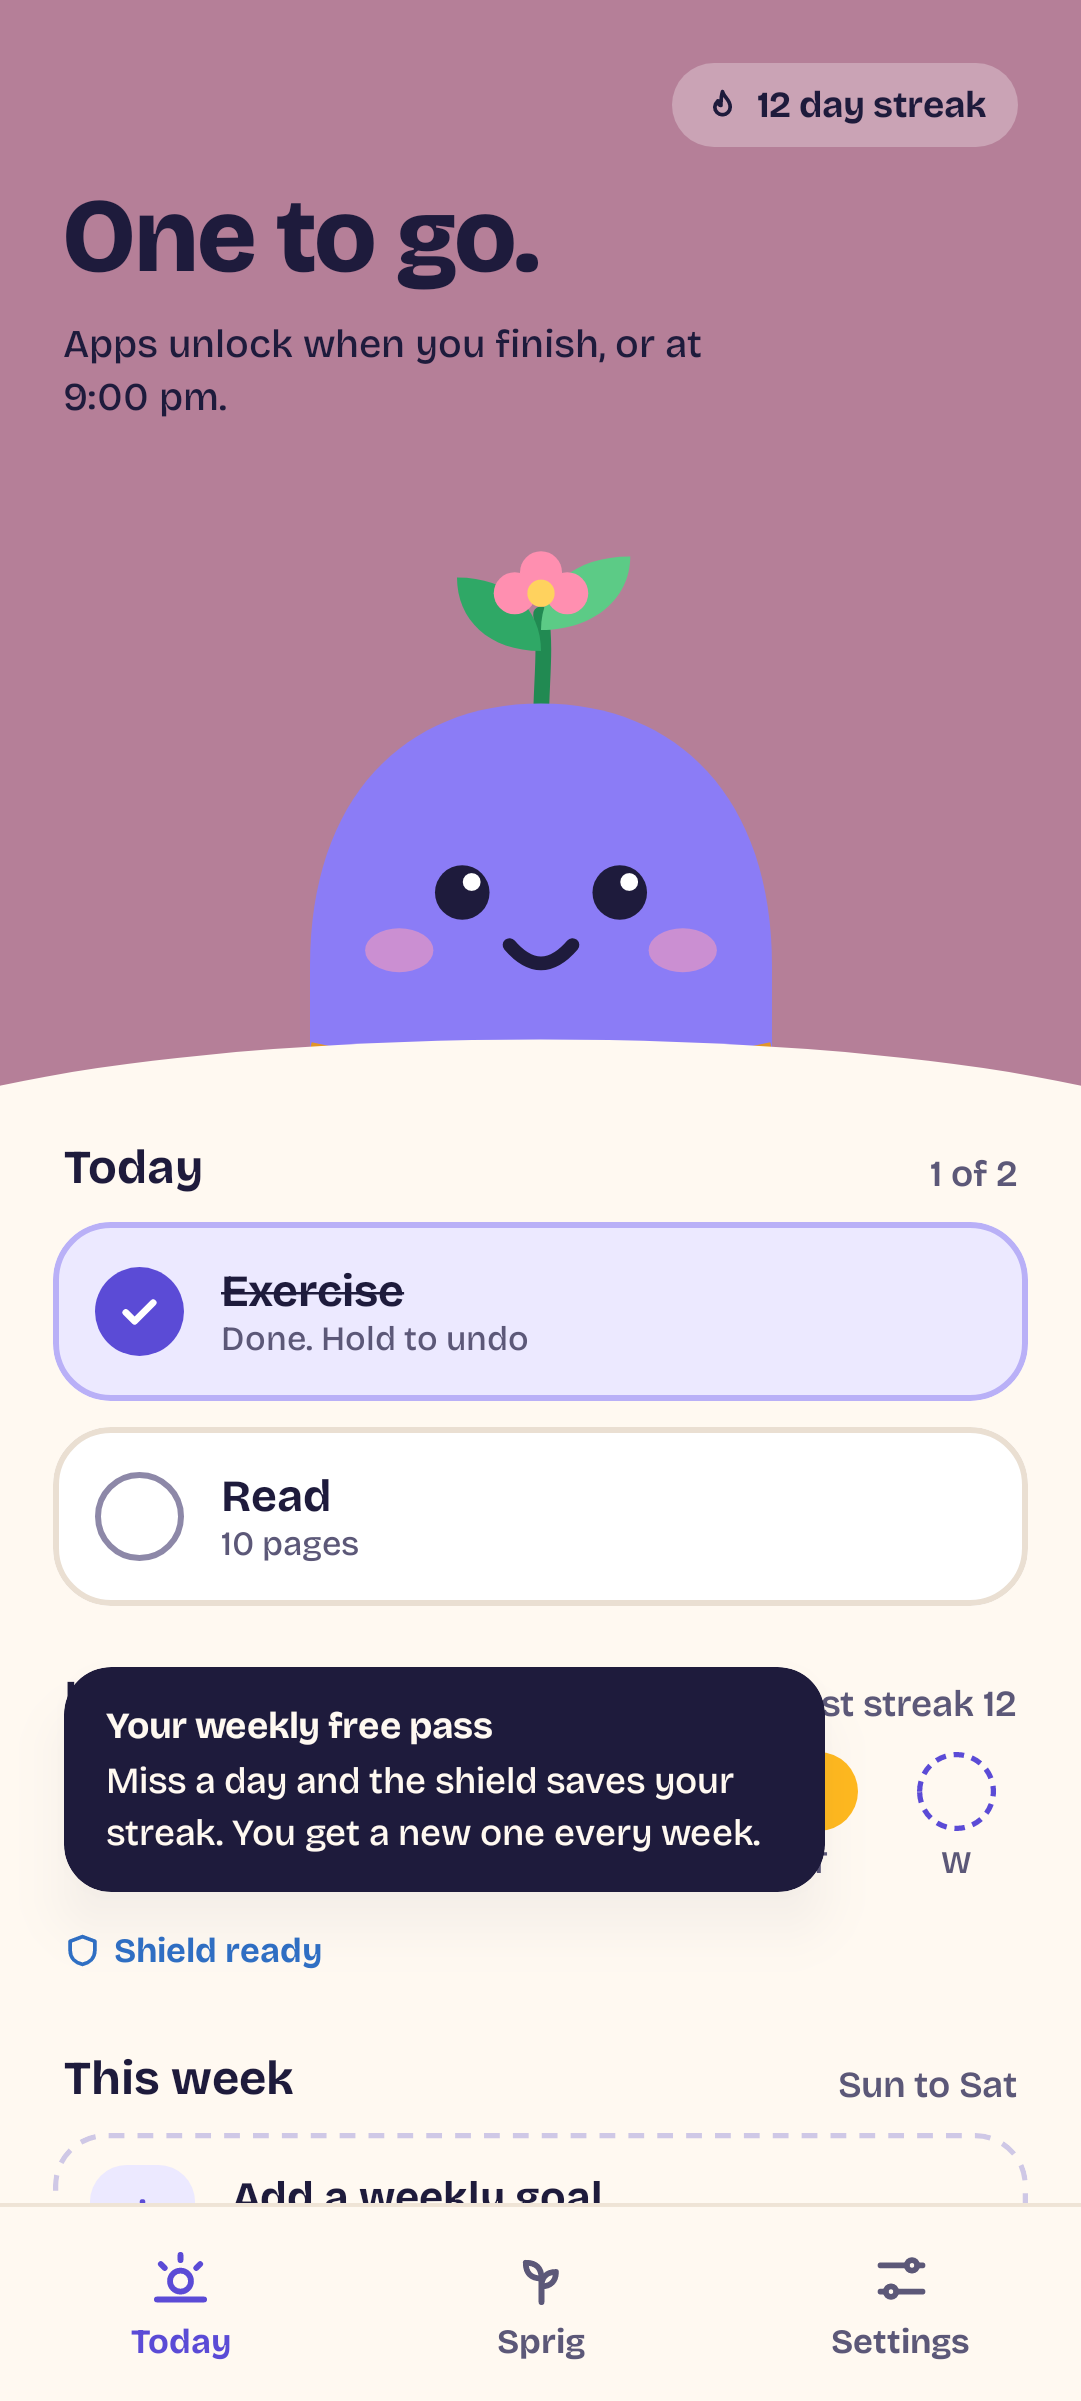 12 day streak
One to go.
Apps unlock when you finish, or at
9:00 pm.
Today
1 of 2
Exercise
Done. Hold to undo
Read
10 pages
streak 12
Your weekly free pass
Miss a day and the shield saves your
streak. You get a new one every week.
W
Shield ready
This week
Sun to Sat
Add a weekly goal
Today
Sprig
Settings